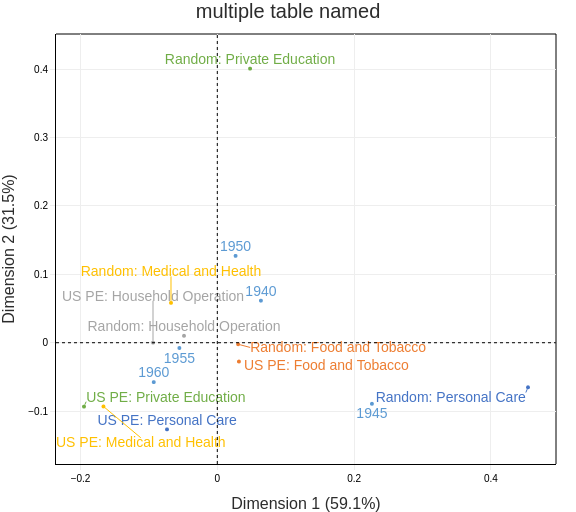 multiple table named
Dimension 2 (31.5%)
0.4
0.3
0.2
0.1
0
−0.1
Random: Private Education
1950
Random: Medical and Health
US PE: Household Operation
1940
Random: Household Operation
Random: Food and Tobacco
1955
US PE: Food and Tobacco
1960
US PE: Private Education
Random: Personal Care
1945
US PE: Personal Care
US PE: Medical and Health
−0.2
0
0.2
0.4
Dimension 1 (59.1%)